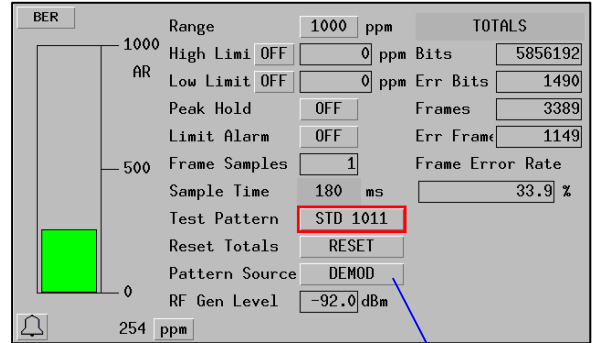 BER
Range 1000 ppm TOTALS
1000 High Limi OFF 0 ppm Bits 5856192
AR Low Limit OFF 0 ppm Err Bits 1490
Peak Hold OFF Frames 3389
Limit Alarm OFF Err Frame 1149
500 Frame Samples 1 Frame Error Rate
Sample Time 180 ms 33.9 %
Test Pattern STD 1011
Reset Totals RESET
Pattern Source DEMOD
0 RF Gen Level -92.0 dBm
254 ppm